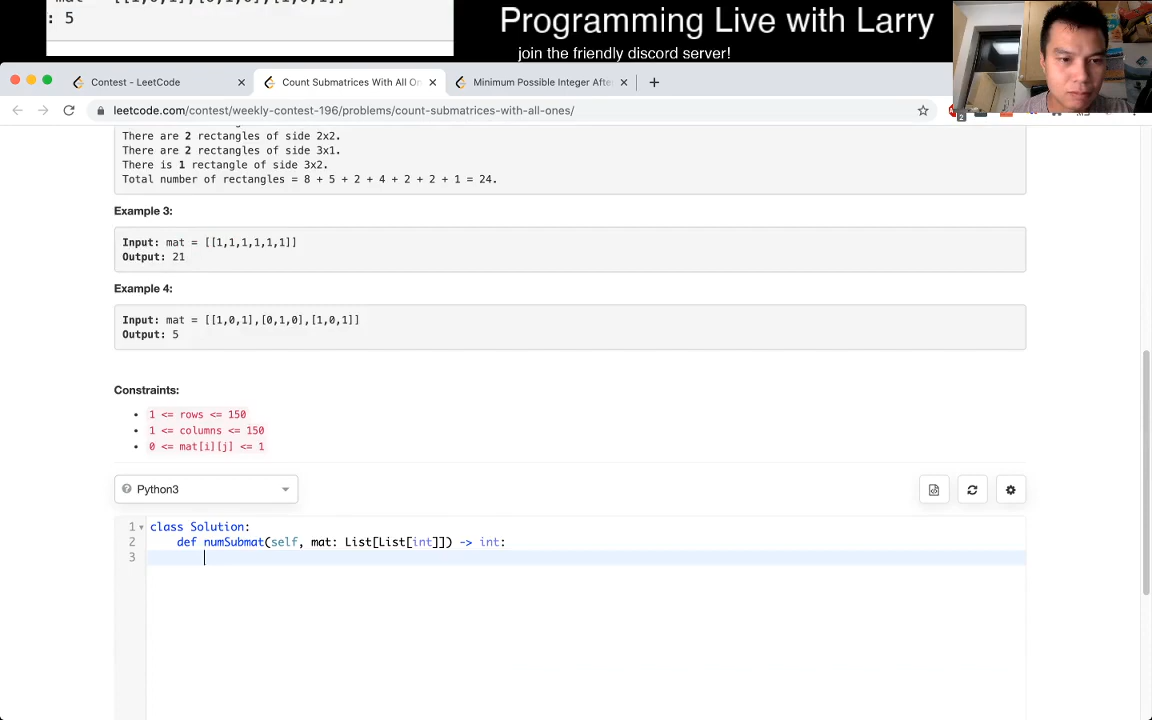 : 5
Programming Live with Larry
join the friendly discord server!
Contest - LeetCode
Count Submatrices With All On
Minimum Possible Integer Afte
leetcode.com/contest/weekly-contest-196/problems/count-submatrices-with-all-ones/
2
There are 2 rectangles of side 2x2.
There are 2 rectangles of side 3x1.
There is 1 rectangle of side 3x2.
Total number of rectangles = 8 + 5 + 2 + 4 + 2 + 2 + 1 = 24.
Example 3:
Input: mat = [[1,1,1,1,1,1]]
Output: 21
Example 4:
Input: mat = [[1,0,1],[0,1,0],[1,0,1]]
Output: 5
Constraints:
1 <= rows <= 150
1 <= columns <= 150
0 <= mat[i][j] <= 1
Python3
1 class Solution:
2 def numSubmat(self, mat: List[List[int]]) -> int:
3